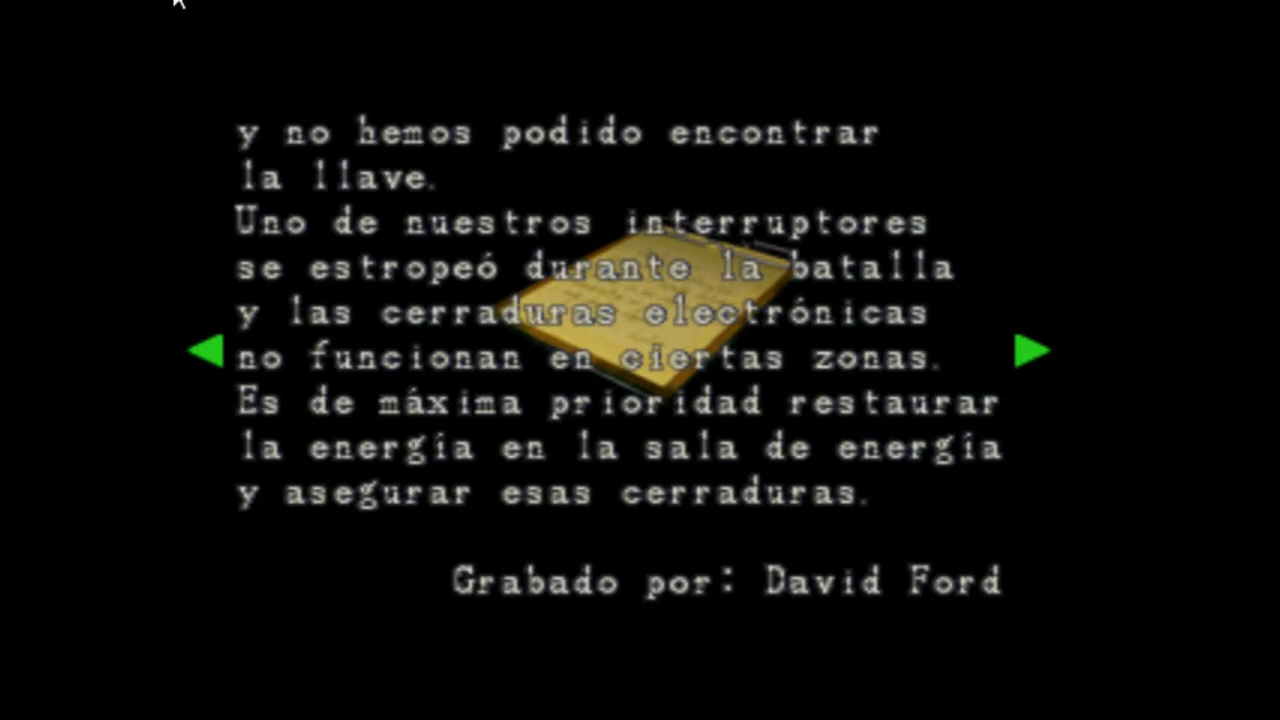 y no hemos podido encontrar
la llave.
Uno de nuestros interruptores
se estropeó durante la batalla
y las cerraduras electrónicas
no funcionan en ciertas zonas.
Es de máxima prioridad restaurar
la energía en la sala de energía
y asegurar esas cerraduras.
Grabado por: David Ford